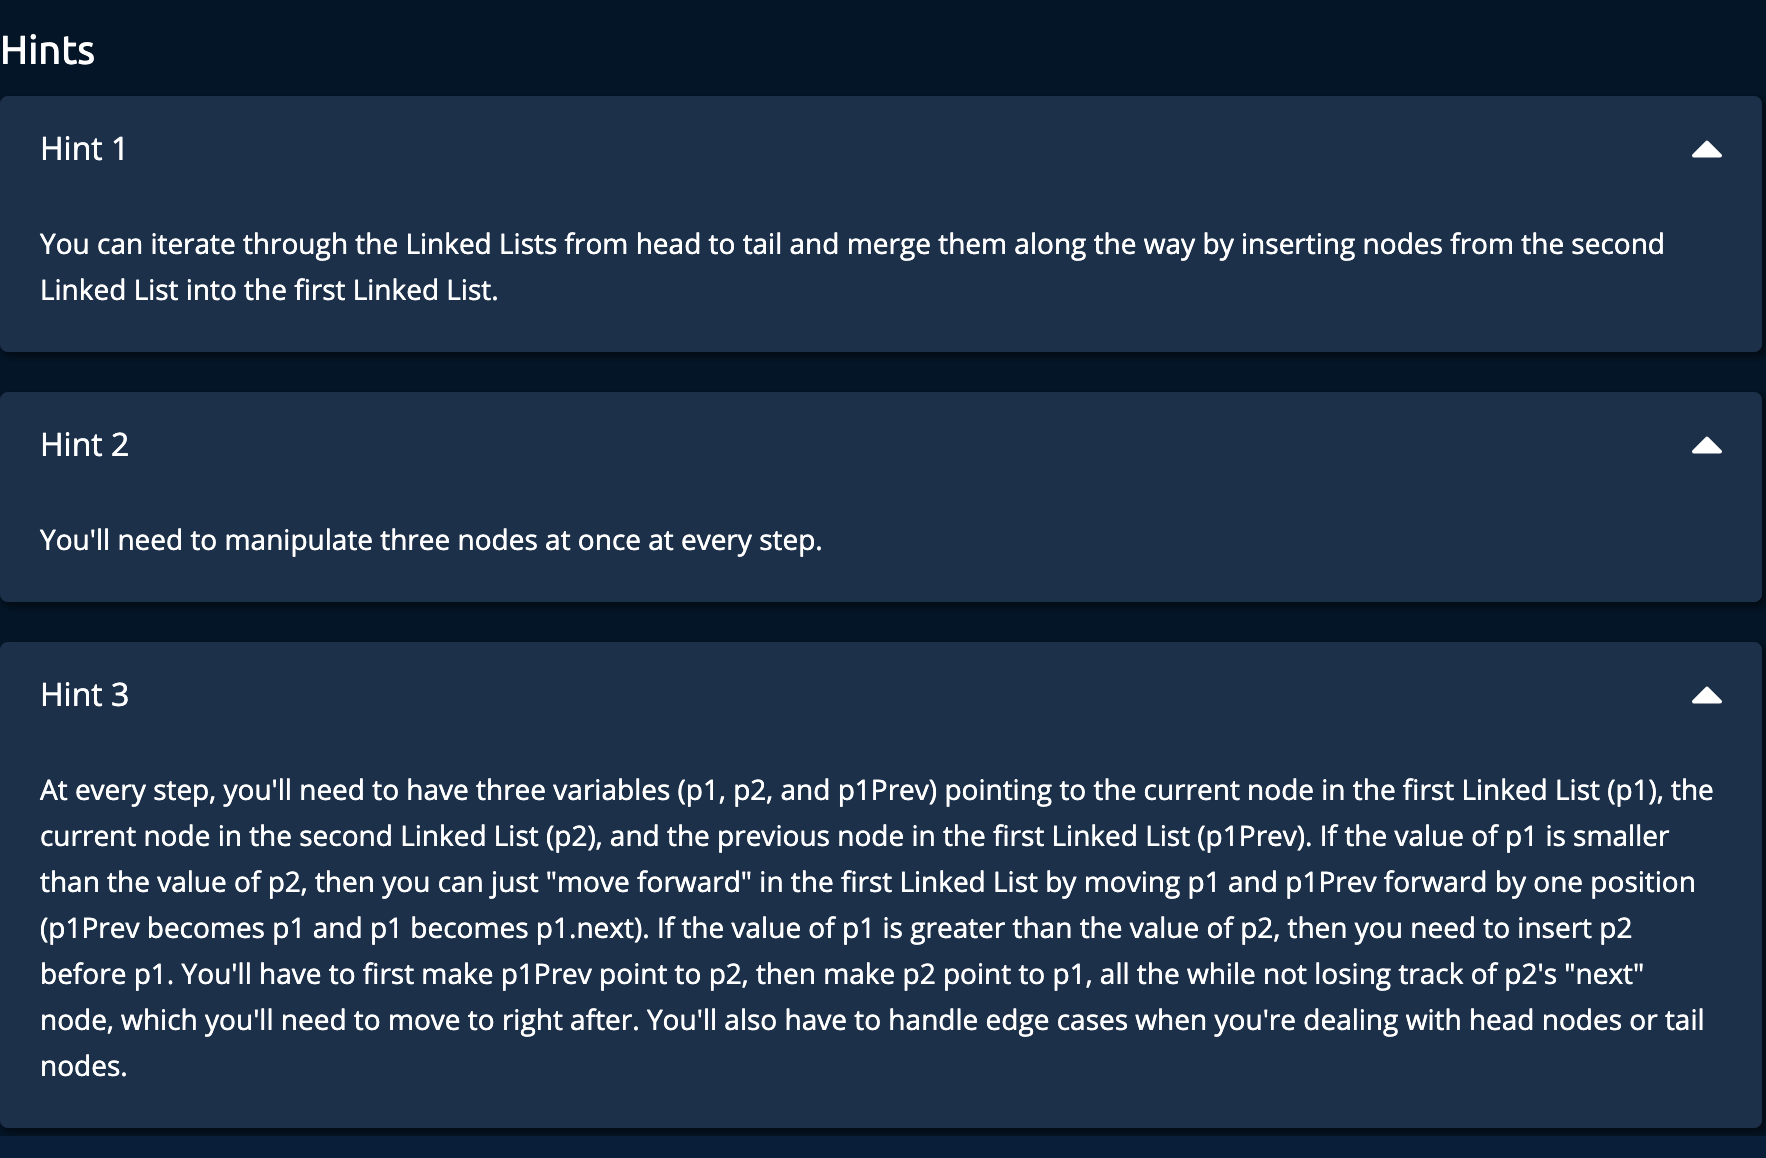 Hints
Hint 1
You can iterate through the Linked Lists from head to tail and merge them along the way by inserting nodes from the second
Linked List into the first Linked List.
Hint 2
You'll need to manipulate three nodes at once at every step.
Hint 3
At every step, you'll need to have three variables (p1, p2, and p1Prev) pointing to the current node in the first Linked List (p1), the
current node in the second Linked List (p2), and the previous node in the first Linked List (p1Prev). If the value of p1 is smaller
than the value of p2, then you can just "move forward" in the first Linked List by moving p1 and p1Prev forward by one position
(p1Prev becomes p1 and p1 becomes p1.next). If the value of p1 is greater than the value of p2, then you need to insert p2
before p1. You'll have to first make p1Prev point to p2, then make p2 point to p1, all the while not losing track of p2's "next"
node, which you'll need to move to right after. You'll also have to handle edge cases when you're dealing with head nodes or tail
nodes.